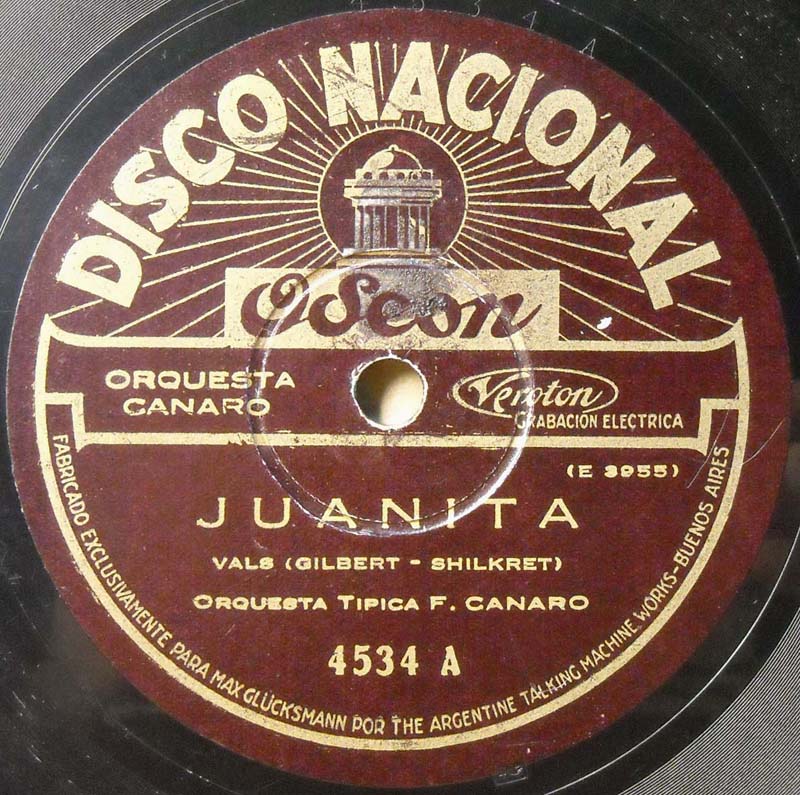 DISCO NACIONAL
Odeon
ORQUESTA
CANARO
Veroton
GRABACIÓN ELECTRICA
(E 3955)
JUANITA
VALS (GILBERT - SHILKRET)
ORQUESTA TIPICA F. CANARO
4534 A
FABRICADO EXCLUSIVAMENTE PARA MAX GLÜCKSMANN POR THE ARGENTINE TALKING MACHINE WORKS-BUENOS AIRES